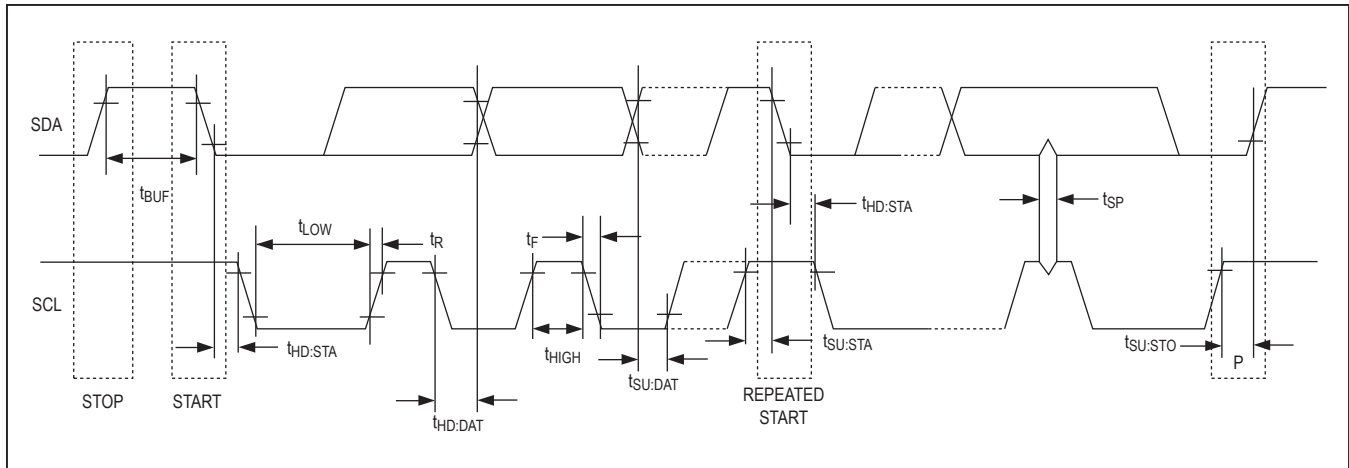 SDA
tBUF
tHD:STA
tSP
tLOW
tR
tF
SCL
tHD:STA
tHIGH
tSU:DAT
tSU:STA
tSU:STO
P
STOP
START
tHD:DAT
REPEATED
START